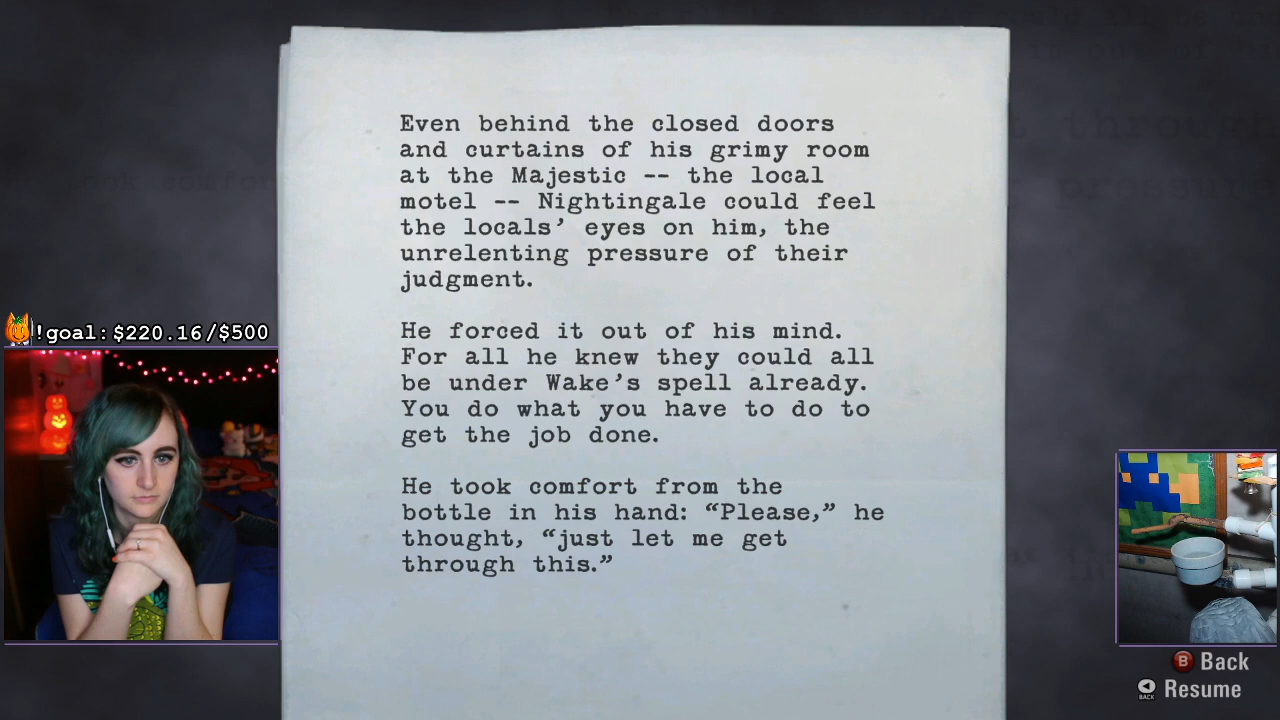 Even behind the closed doors
and curtains of his grimy room
at the Majestic -- the local
motel -- Nightingale could feel
the locals’ eyes on him, the
unrelenting pressure of their
judgment.
He forced it out of his mind.
For all he knew they could all
be under Wake’s spell already.
You do what you have to do to
get the job done.
He took comfort from the
bottle in his hand: “Please,” he
thought, “just let me get
through this.”
!goal: $220.16/$500
B Back
BACK Resume